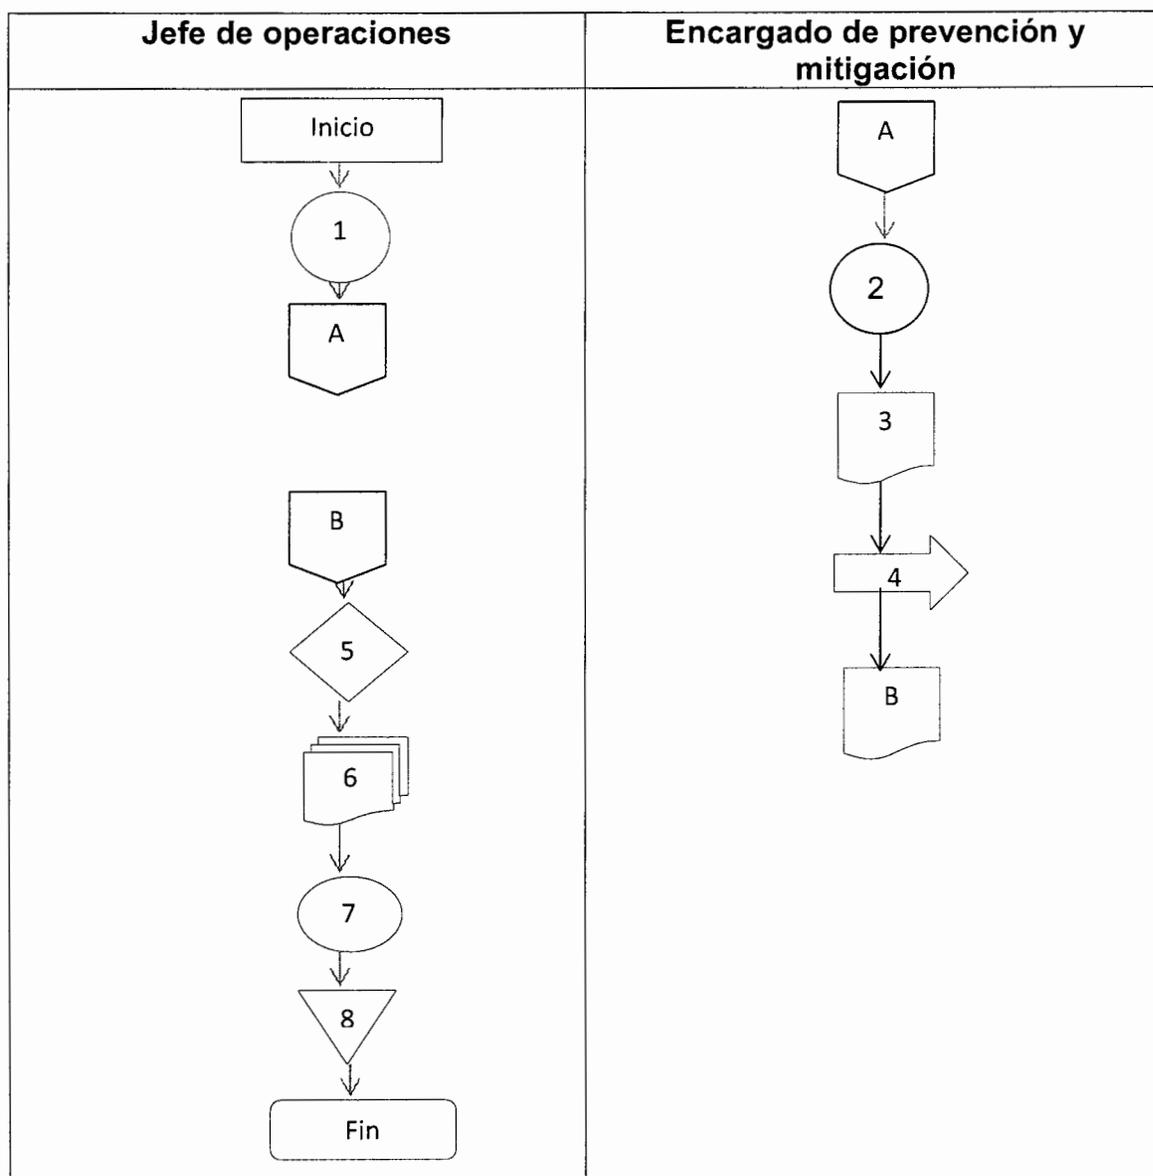 Jefe de operaciones
Encargado de prevención y
mitigación
Inicio
1
A
B
5
6
7
8
Fin
A
2
3
4
B